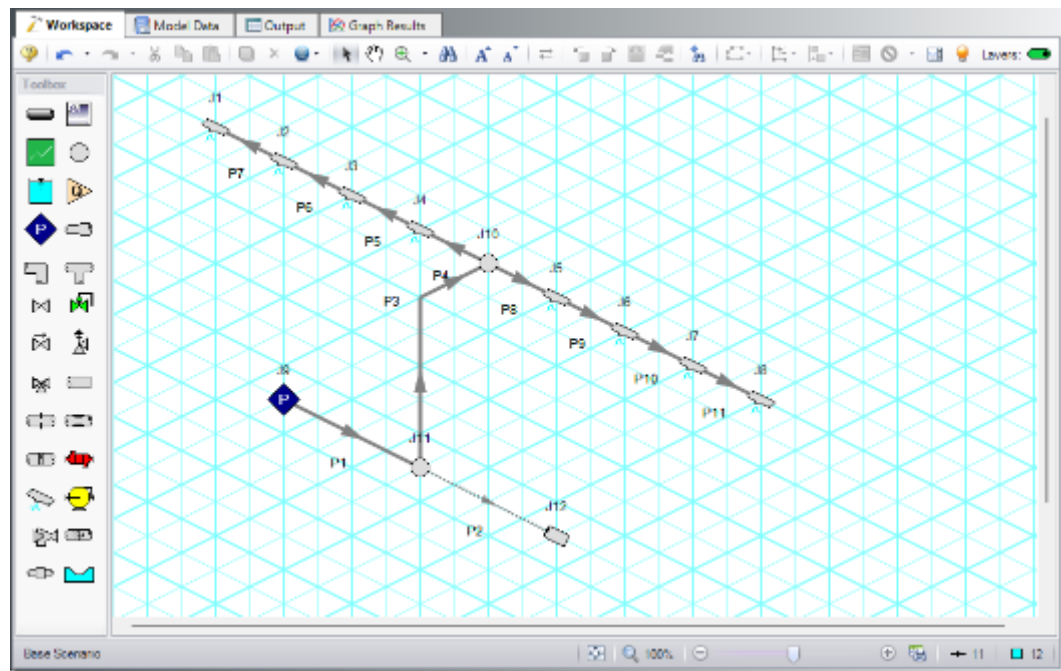 Workspace Model Data Output Graph Results
Layers:
Toolbox
J1
J2
P7
J3
P6
J4
P5
J10
P4
J5
P3
P8
J6
P9
J7
P10
J8
J9
P
P11
J11
P1
J12
P2
Base Scenario 100% 11 12